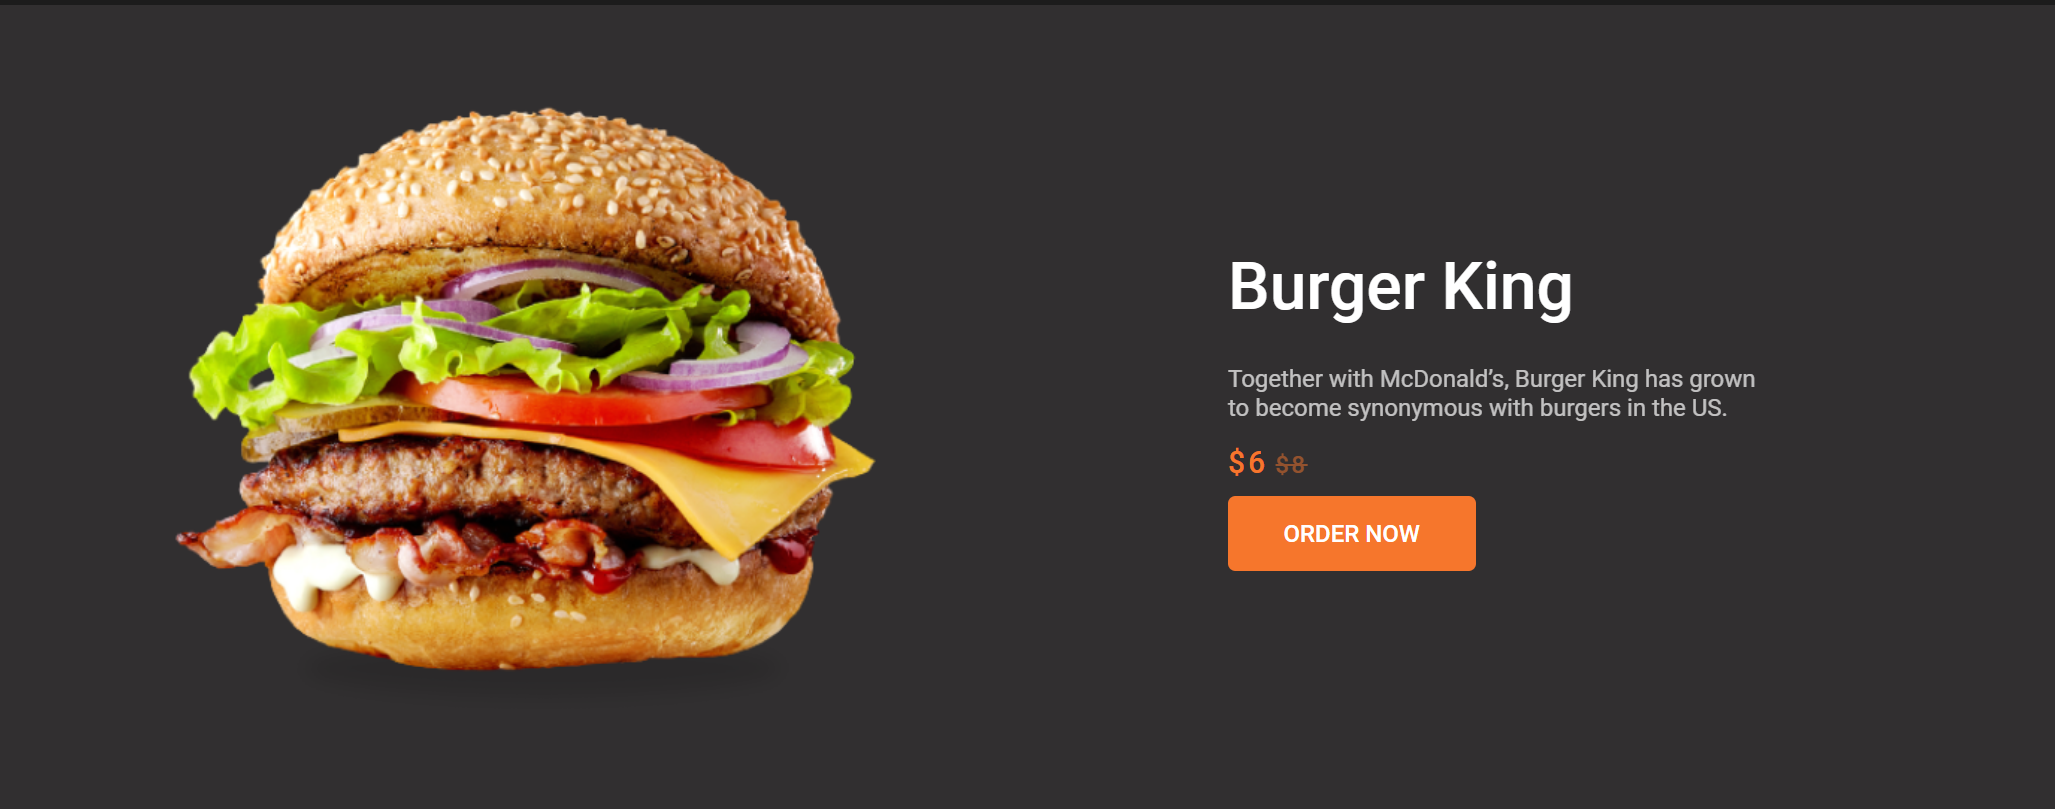 Burger King
Together with McDonald’s, Burger King has grown
to become synonymous with burgers in the US.
$6 $8
ORDER NOW